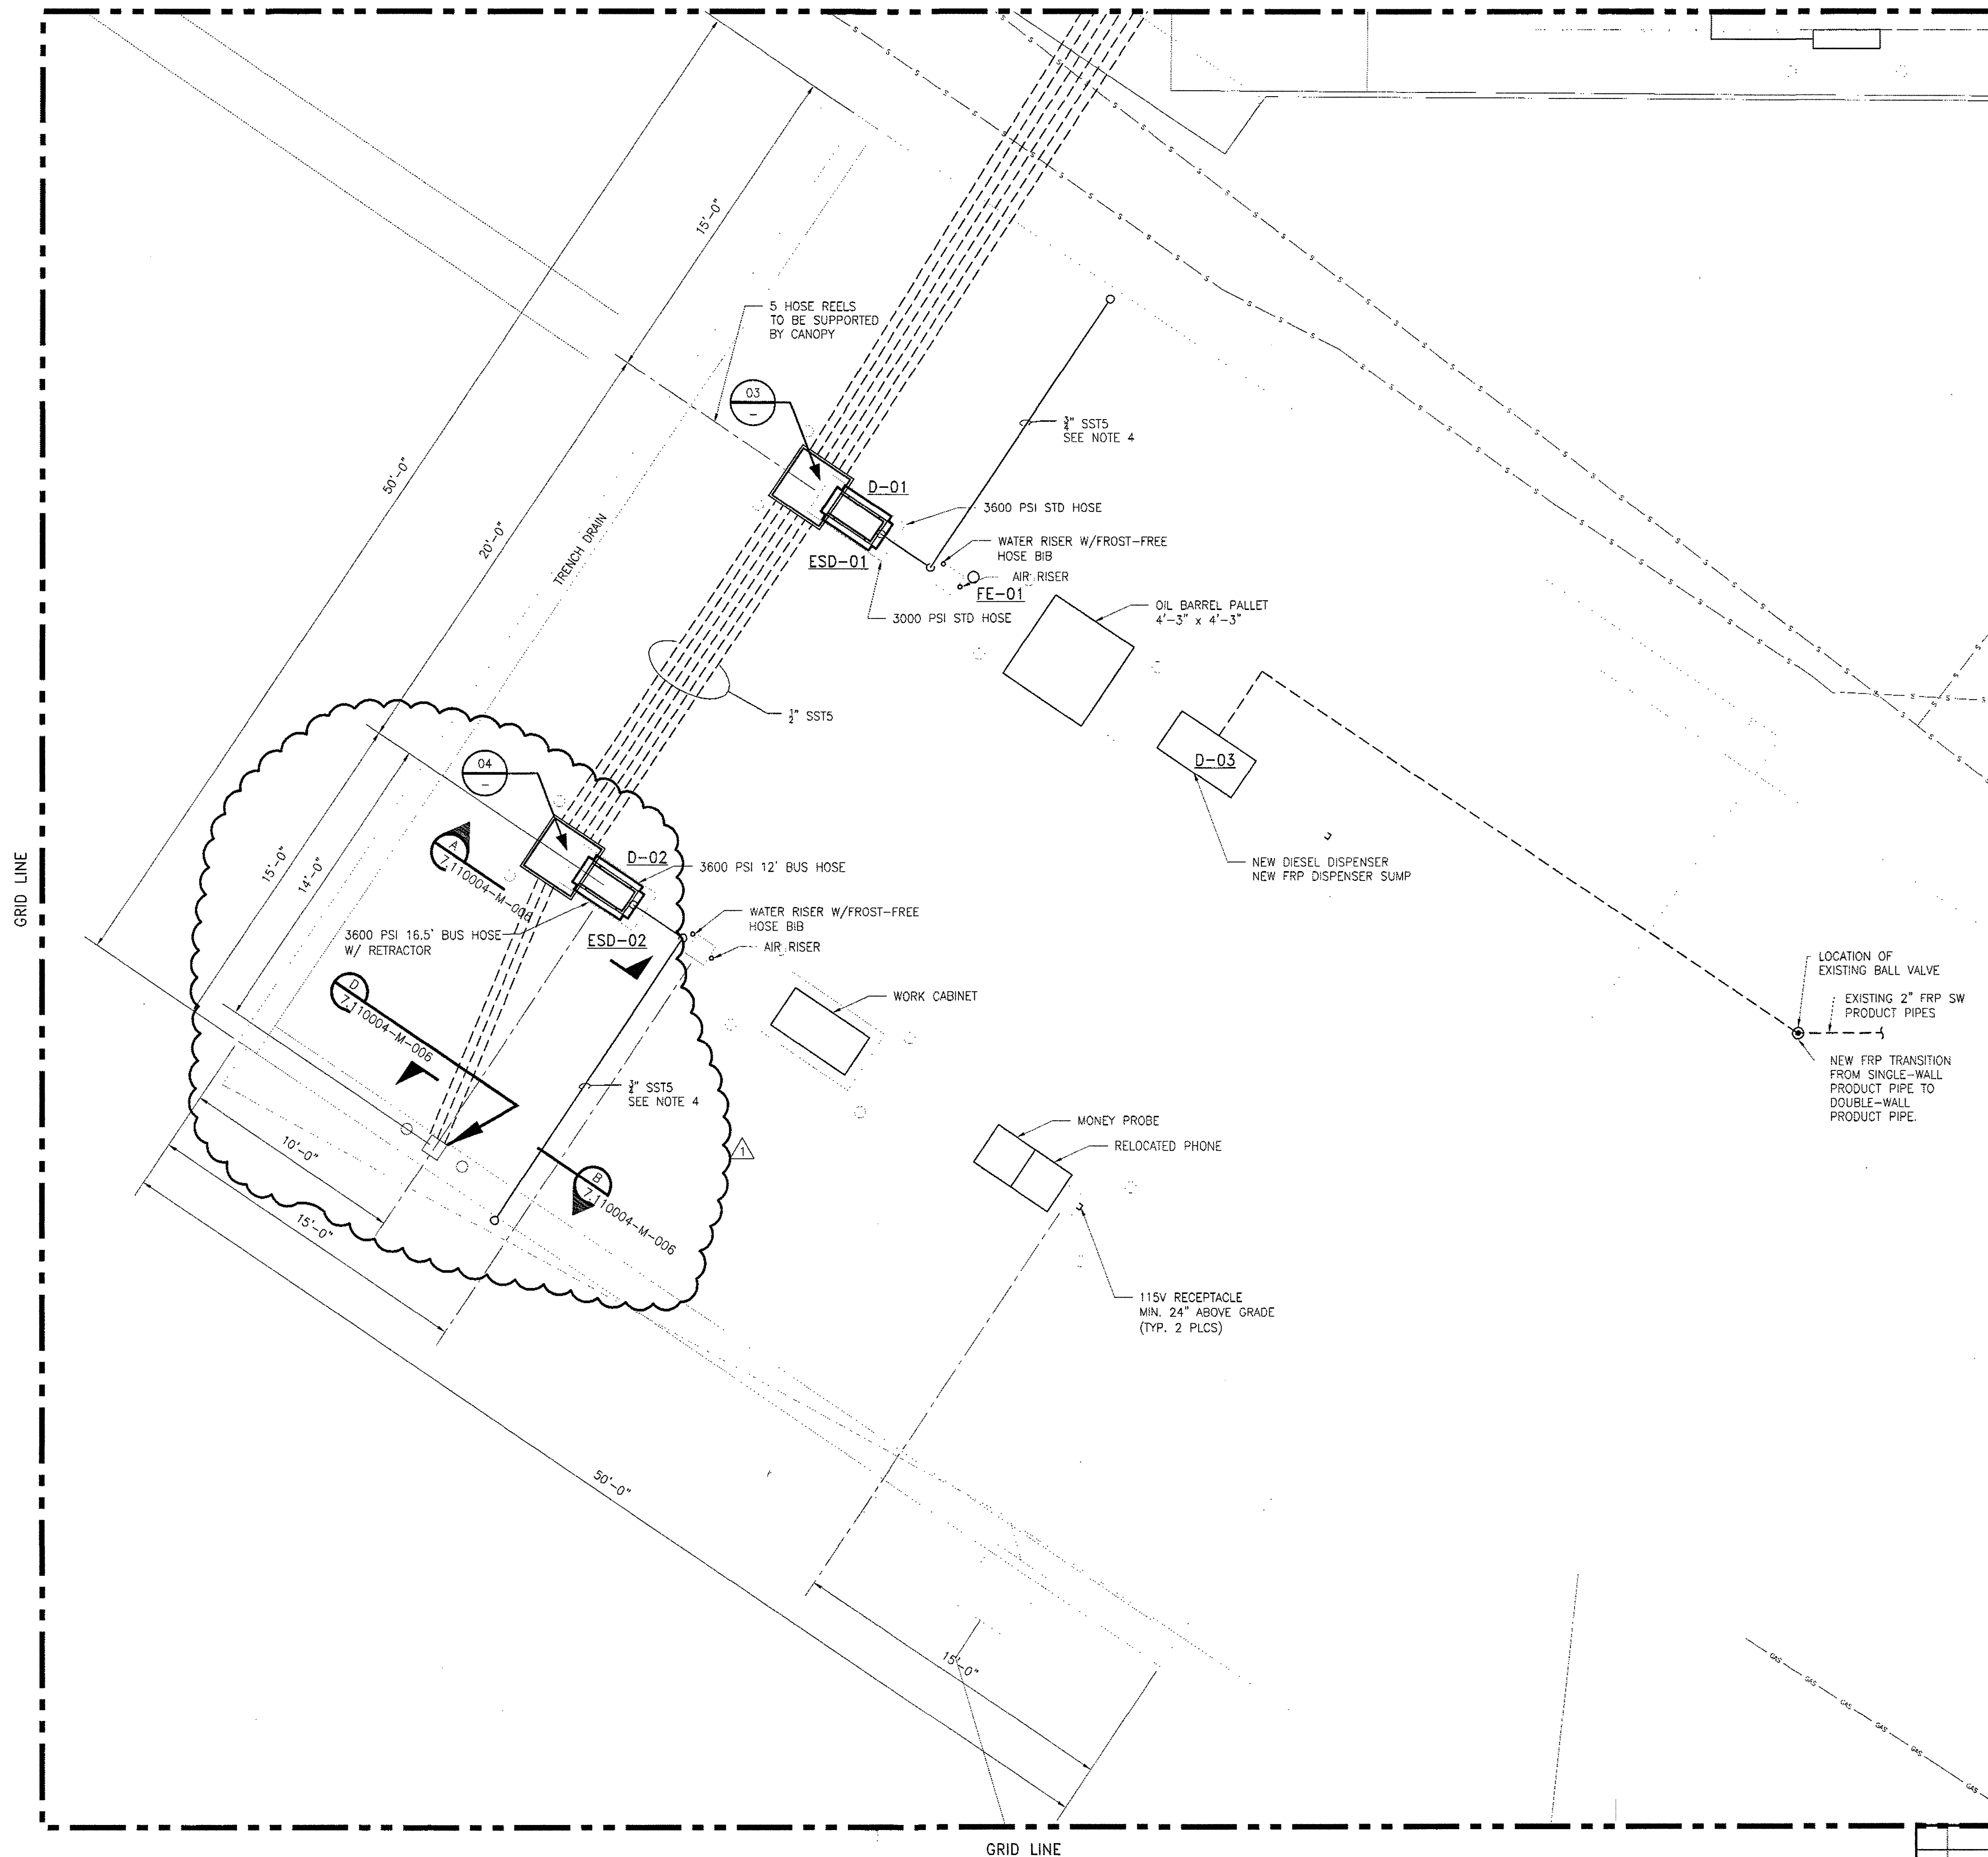 15'-0"
50'-0"
5 HOSE REELS
TO BE SUPPORTED
BY CANOPY
03
-
3/4" SST5
SEE NOTE 4
D-01
3600 PSI STD HOSE
20'-0"
TRENCH DRAIN
WATER RISER W/FROST-FREE
HOSE BIB
ESD-01
AIR RISER
FE-01
3000 PSI STD HOSE
OIL BARREL PALLET
4'-3" x 4'-3"
1/2" SST5
D-03
04
-
A
7.110004-M-006
D-02
3600 PSI 12' BUS HOSE
NEW DIESEL DISPENSER
NEW FRP DISPENSER SUMP
15'-0"
14'-0"
GRID LINE
WATER RISER W/FROST-FREE
HOSE BIB
3600 PSI 16.5' BUS HOSE
W/ RETRACTOR
ESD-02
AIR RISER
LOCATION OF
EXISTING BALL VALVE
D
7.110004-M-006
WORK CABINET
EXISTING 2" FRP SW
PRODUCT PIPES
NEW FRP TRANSITION
FROM SINGLE-WALL
PRODUCT PIPE TO
DOUBLE-WALL
PRODUCT PIPE.
SST5
SEE NOTE 4
MONEY PROBE
RELOCATED PHONE
10'-0"
1
B
7.110004-M-006
15'-0"
115V RECEPTACLE
MIN. 24" ABOVE GRADE
(TYP. 2 PLCS)
50'-0"
15'-0"
S S S S S S S S
GAS GAS GAS GAS GAS GAS
GRID LINE